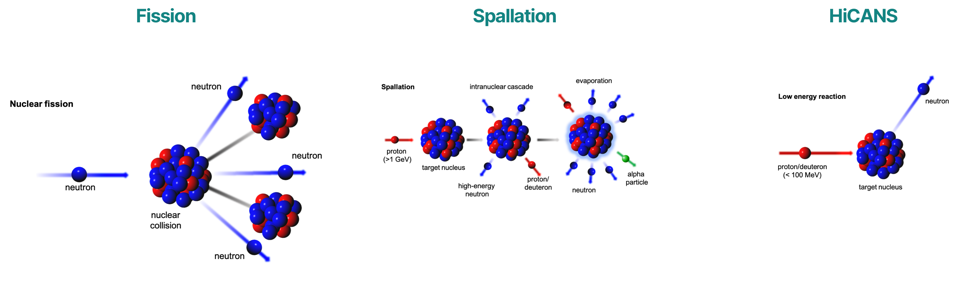 Fission
Spallation
HiCANS
Nuclear fission
neutron
neutron
neutron
nuclear
collision
neutron
Spallation
intranuclear cascade
evaporation
proton
(>1 GeV)
target nucleus
high-energy
neutron
proton/
deuteron
neutron
alpha
particle
Low energy reaction
neutron
proton/deuteron
(< 100 MeV)
target nucleus